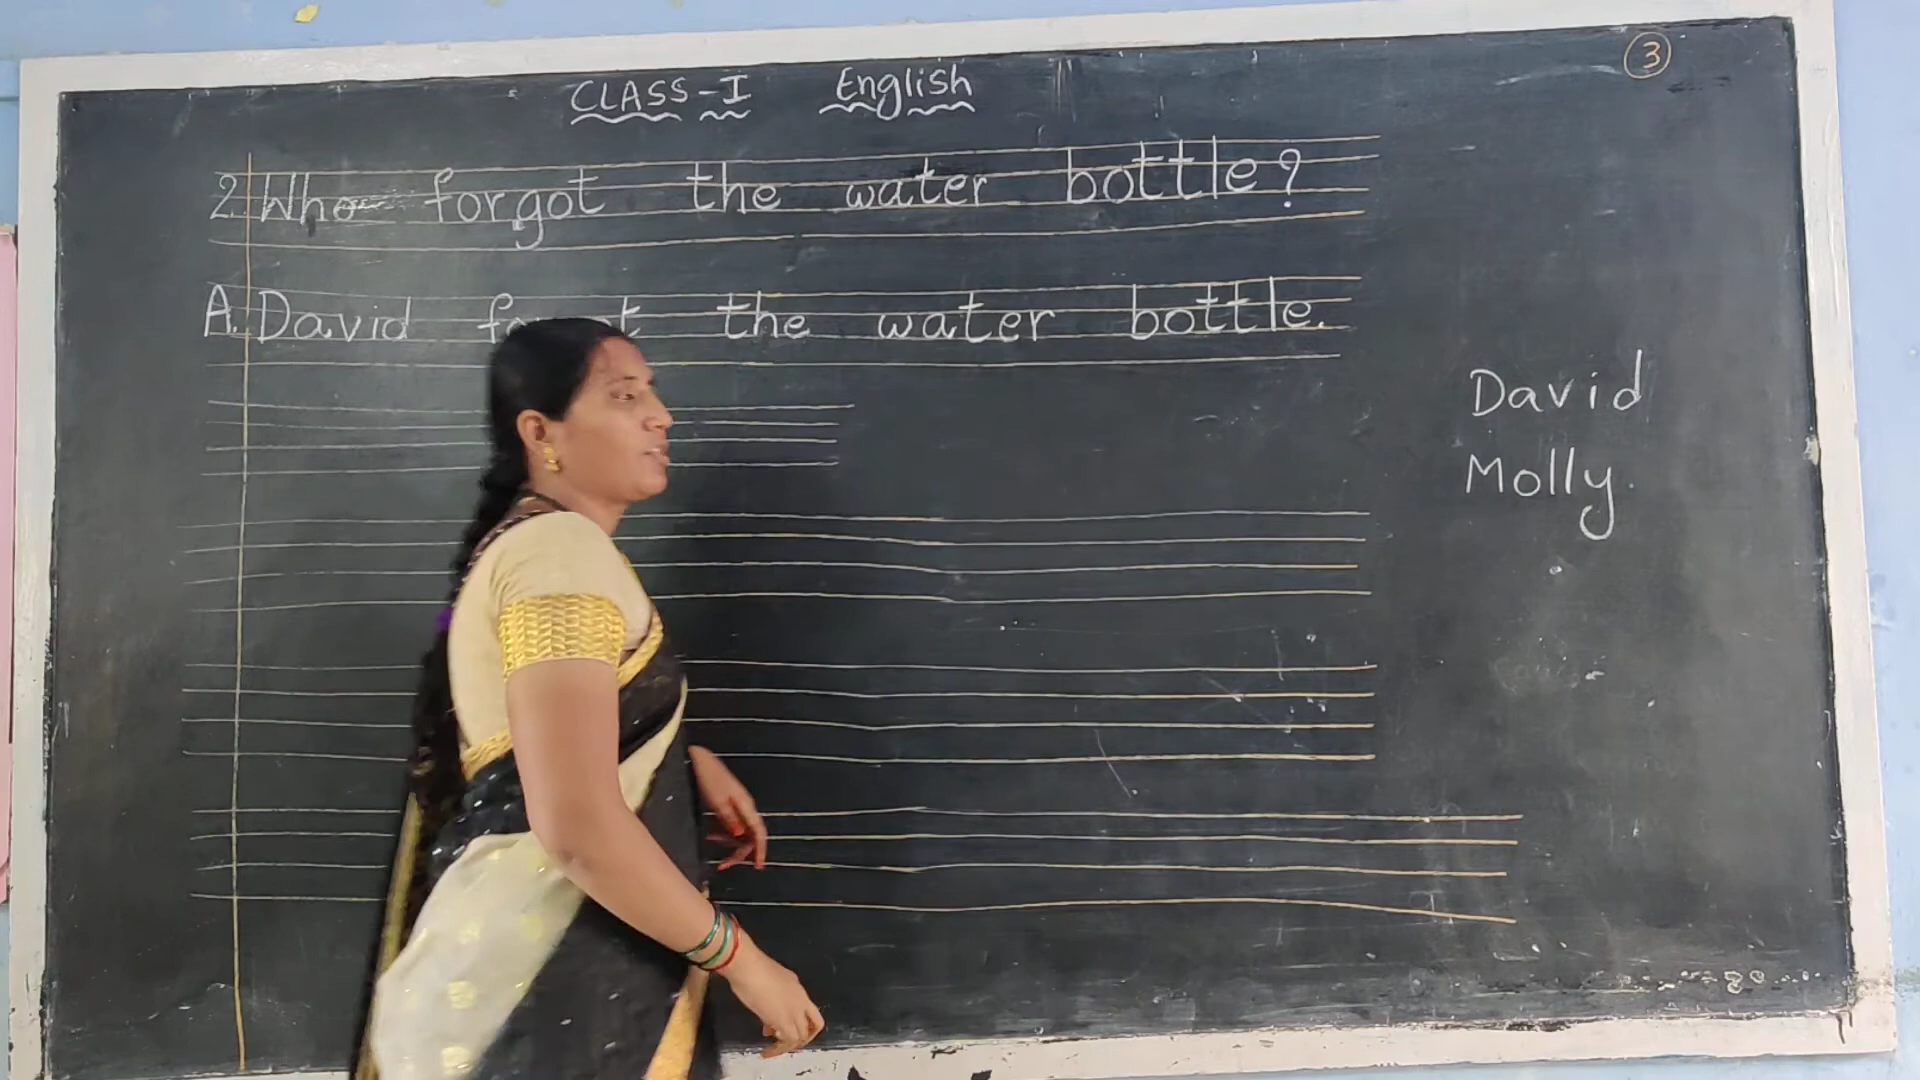 3
CLASS-I English
2. Who forgot the water bottle?
A. David forgot the water bottle.
David
Molly.